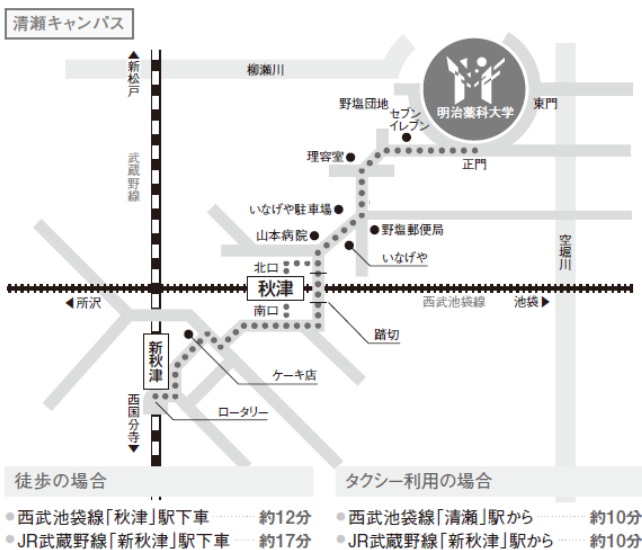 清瀬キャンパス
▲新松戸
柳瀬川
野塩団地
セブン
イレブン
明治薬科大学
東門
正門
武蔵野線
理容室
いなげや駐車場
山本病院
野塩郵便局
いなげや
空堀川
北口
秋津
◀所沢
西武池袋線
池袋▶
南口
踏切
新秋津
ケーキ店
ロータリー
西国分寺▼
徒歩の場合
西武池袋線「秋津」駅下車 約12分
JR武蔵野線「新秋津」駅下車 約17分
タクシー利用の場合
西武池袋線「清瀬」駅から 約10分
JR武蔵野線「新秋津」駅から 約10分